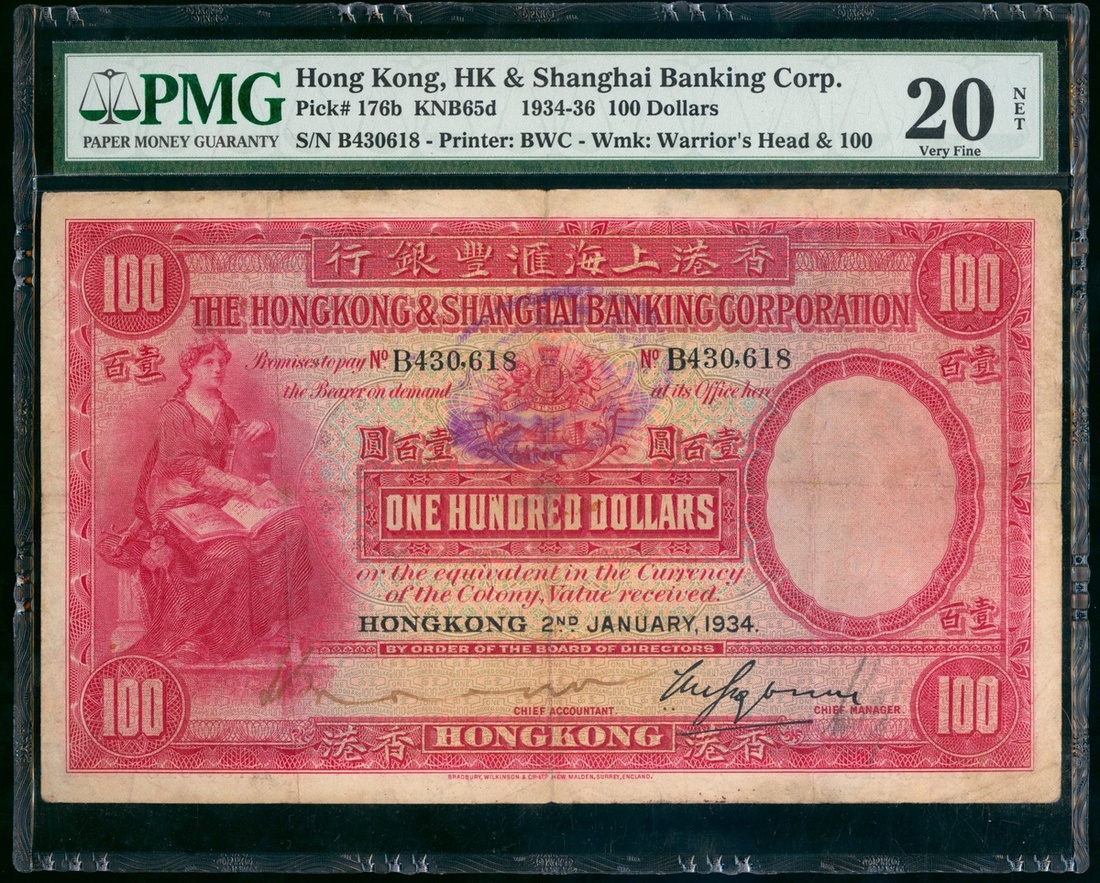 PMG
PAPER MONEY GUARANTY
Hong Kong, HK & Shanghai Banking Corp.
Pick# 176b KNB65d 1934-36 100 Dollars
S/N B430618 - Printer: BWC - Wmk: Warrior's Head & 100
20
NET
Very Fine
100
行銀豐滙海上港香
100
THE HONGKONG & SHANGHAI BANKING CORPORATION
百壹
Promises to pay No B430,618
No B430,618
百壹
the Bearer on demand
at its Office here
圓百壹
圓百壹
ONE HUNDRED DOLLARS
or the equivalent in the Currency
of the Colony, Value received.
百壹
HONGKONG 2ND JANUARY, 1934.
BY ORDER OF THE BOARD OF DIRECTORS
100
CHIEF ACCOUNTANT
CHIEF MANAGER.
100
港香
HONGKONG
港香
BRADBURY, WILKINSON & Co LTD NEW MALDEN, SURREY, ENGLAND.